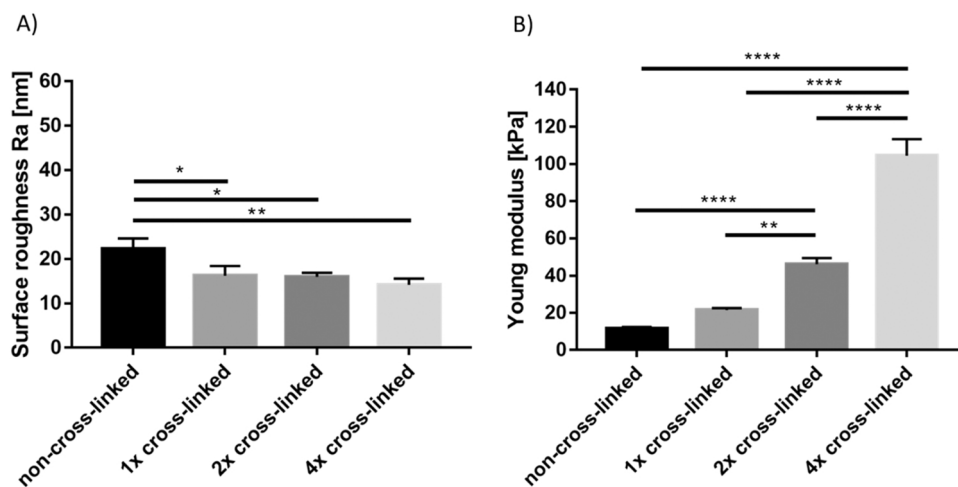 A)
Surface roughness Ra [nm]
60
50
40
30
20
10
0
*
*
**
non-cross-linked
1x cross-linked
2x cross-linked
4x cross-linked
B)
Young modulus [kPa]
140
120
100
80
60
40
20
0
****
****
****
****
**
non-cross-linked
1x cross-linked
2x cross-linked
4x cross-linked